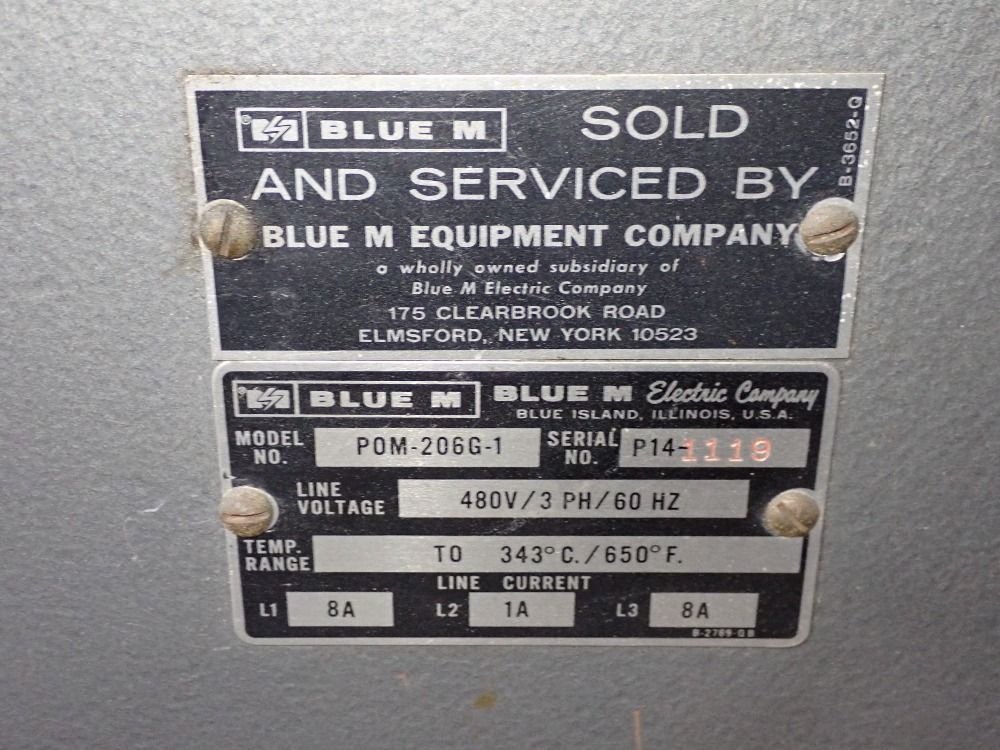 BLUE M SOLD
AND SERVICED BY
BLUE M EQUIPMENT COMPANY
a wholly owned subsidiary of
Blue M Electric Company
175 CLEARBROOK ROAD
ELMSFORD, NEW YORK 10523
B-3652-Q
BLUE M BLUE M Electric Company
BLUE ISLAND, ILLINOIS, U.S.A.
MODEL NO. POM-206G-1 SERIAL NO. P14-1119
LINE VOLTAGE 480V/3 PH/60 HZ
TEMP. RANGE TO 343°C./650°F.
LINE CURRENT
L1 8A L2 1A L3 8A
B-2769-QB